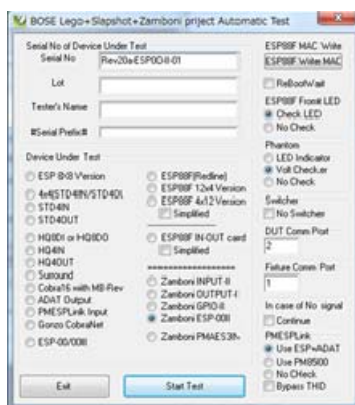 BOSE Lego+Slapshot+Zamboni priject Automatic Test
Serial No of Device Under Test
Serial No
Rev20a-ESP00-II-01
Lot
Tester's Name
#Serial Prefix#
Device Under Test
ESP 8X8 Version
4x4(STD4IN/STD4O(
STD4IN
STD4OUT
HQ8DI or HQ8DO
HQ4IN
HQ4OUT
Surround
Cobra16 with M8-Rev
ADAT Output
PMESPLink Input
Gonzo CobraNet
ESP-00/00II
ESP88F(Redline)
ESP88F 12x4 Version
ESP88F 4x12 Version
Simplified
ESP88F IN-OUT card
Simplified
Zamboni INPUT-II
Zamboni OUTPUT-I
Zamboni GPIO-II
Zamboni ESP-00II
Zamboni PMAES3IN-
Exit
Start Test
ESP88F MAC Write
ESP88F Write MAC
ReBootWait
ESP88F Front LED
Check LED
No Check
Phantom
LED Indicator
Volt Checker
No Check
Switcher
No Switcher
DUT Comm Port
2
Fixture Comm. Port
1
In case of No signal
Continue
PMESPLink
Use ESP+ADAT
Use PM8500
No CHeck
Bypass THID